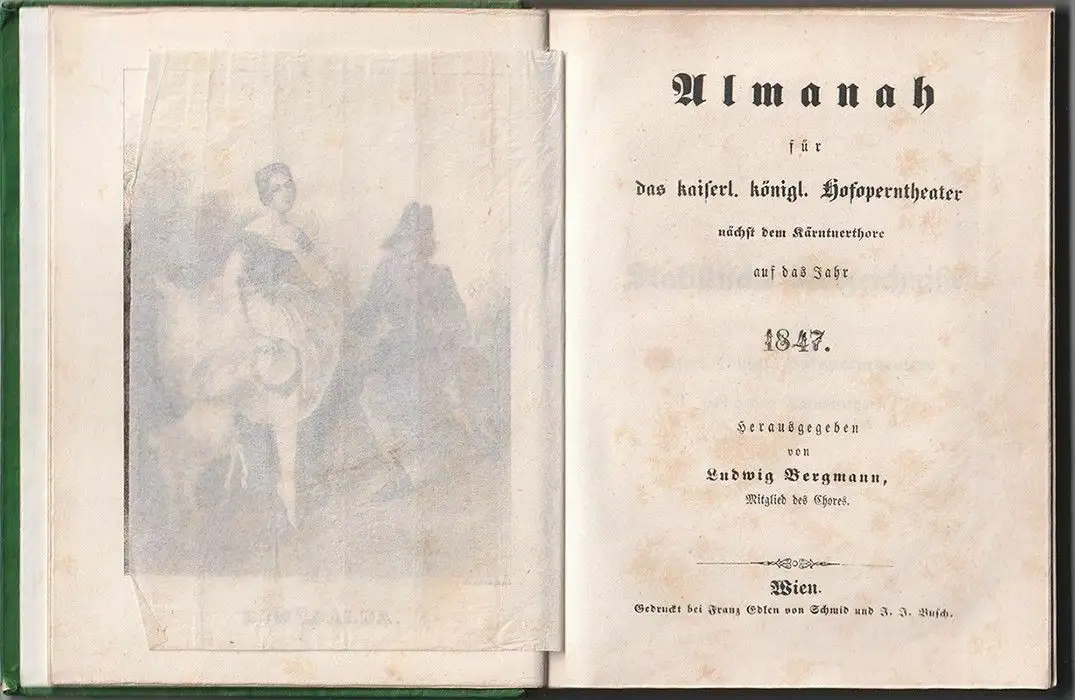 Almanah
für
das kaiserl. königl. Hofoperntheater
nächst dem Kärntnerthore
auf das Jahr
1847.
Herausgegeben
von
Ludwig Bergmann,
Mitglied des Chores.
Wien.
Gedruckt bei Franz Edlen von Schmid und J. J. Busch.